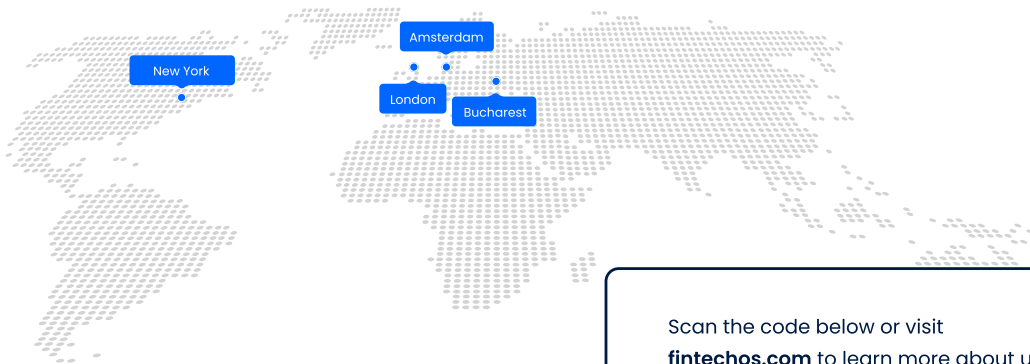 Amsterdam
New York
London
Bucharest
Scan the code below or visit
fintechos.com to learn more about